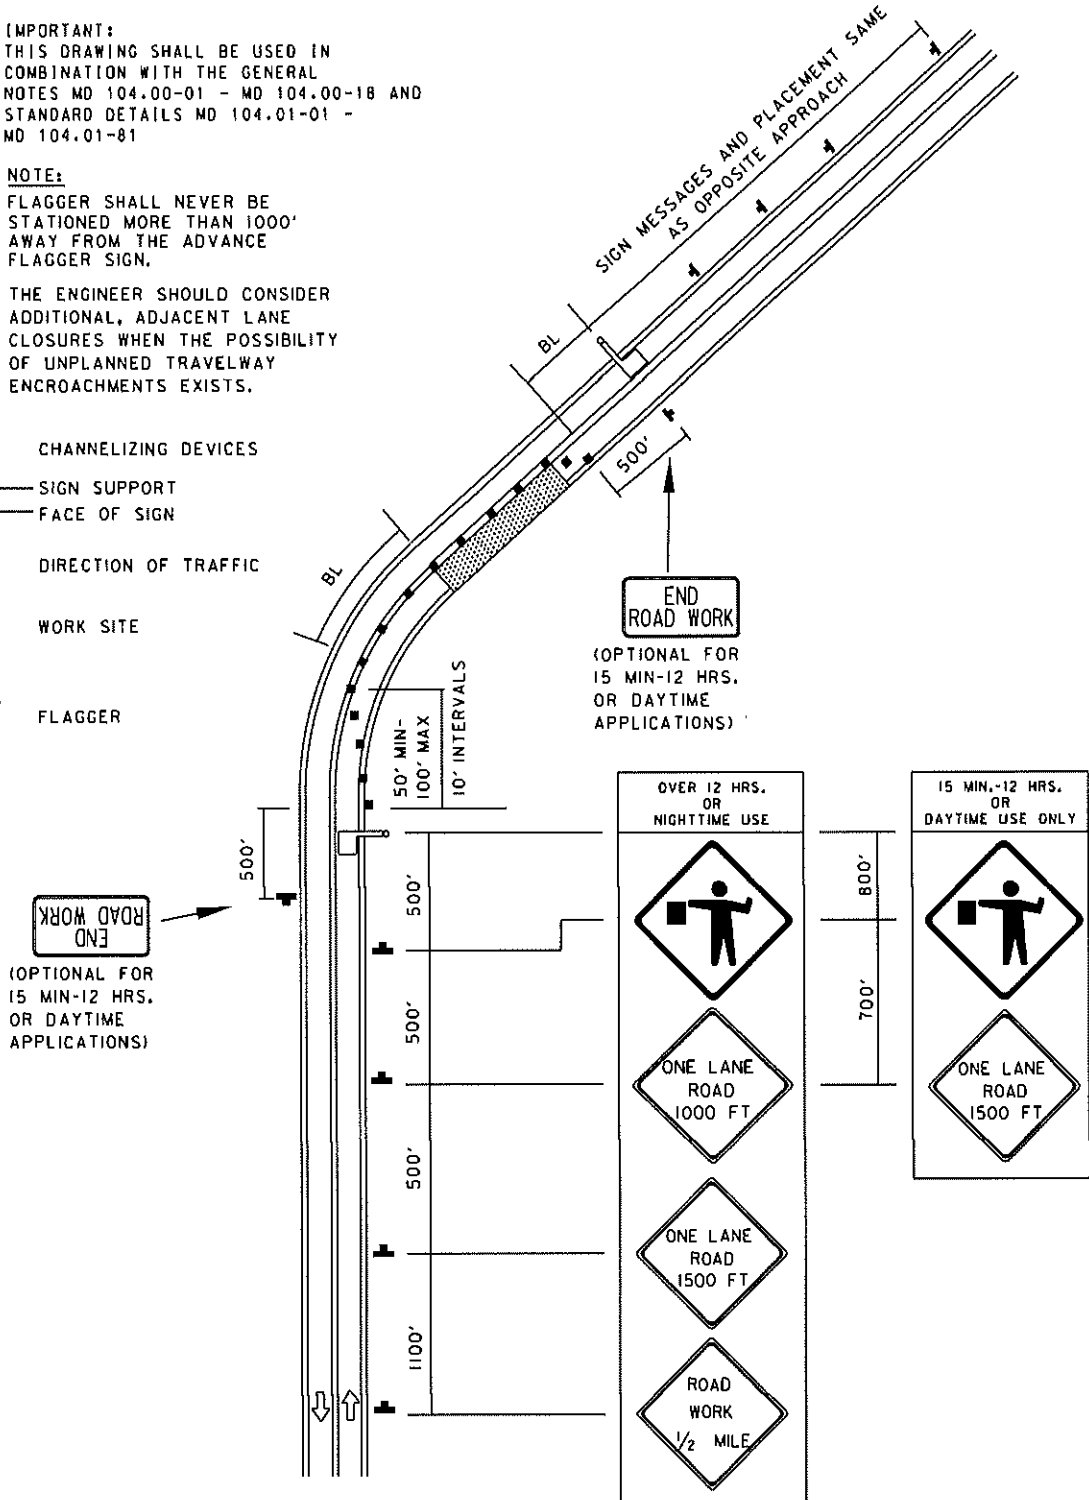 IMPORTANT:
THIS DRAWING SHALL BE USED IN
COMBINATION WITH THE GENERAL
NOTES MD 104.00-01 - MD 104.00-18 AND
STANDARD DETAILS MD 104.01-01 -
MD 104.01-81
NOTE:
FLAGGER SHALL NEVER BE
STATIONED MORE THAN 1000'
AWAY FROM THE ADVANCE
FLAGGER SIGN.
THE ENGINEER SHOULD CONSIDER
ADDITIONAL, ADJACENT LANE
CLOSURES WHEN THE POSSIBILITY
OF UNPLANNED TRAVELWAY
ENCROACHMENTS EXISTS.
CHANNELIZING DEVICES
SIGN SUPPORT
FACE OF SIGN
DIRECTION OF TRAFFIC
WORK SITE
FLAGGER
SIGN MESSAGES AND PLACEMENT SAME
AS OPPOSITE APPROACH
BL
500'
BL
END
ROAD WORK
(OPTIONAL FOR
15 MIN-12 HRS.
OR DAYTIME
APPLICATIONS)
50' MIN-
100' MAX
10' INTERVALS
500'
END
ROAD WORK
(OPTIONAL FOR
15 MIN-12 HRS.
OR DAYTIME
APPLICATIONS)
500'
500'
500'
1100'
OVER 12 HRS.
OR
NIGHTTIME USE
ONE LANE
ROAD
1000 FT
ONE LANE
ROAD
1500 FT
ROAD
WORK
1/2 MILE
800'
700'
15 MIN.-12 HRS.
OR
DAYTIME USE ONLY
ONE LANE
ROAD
1500 FT